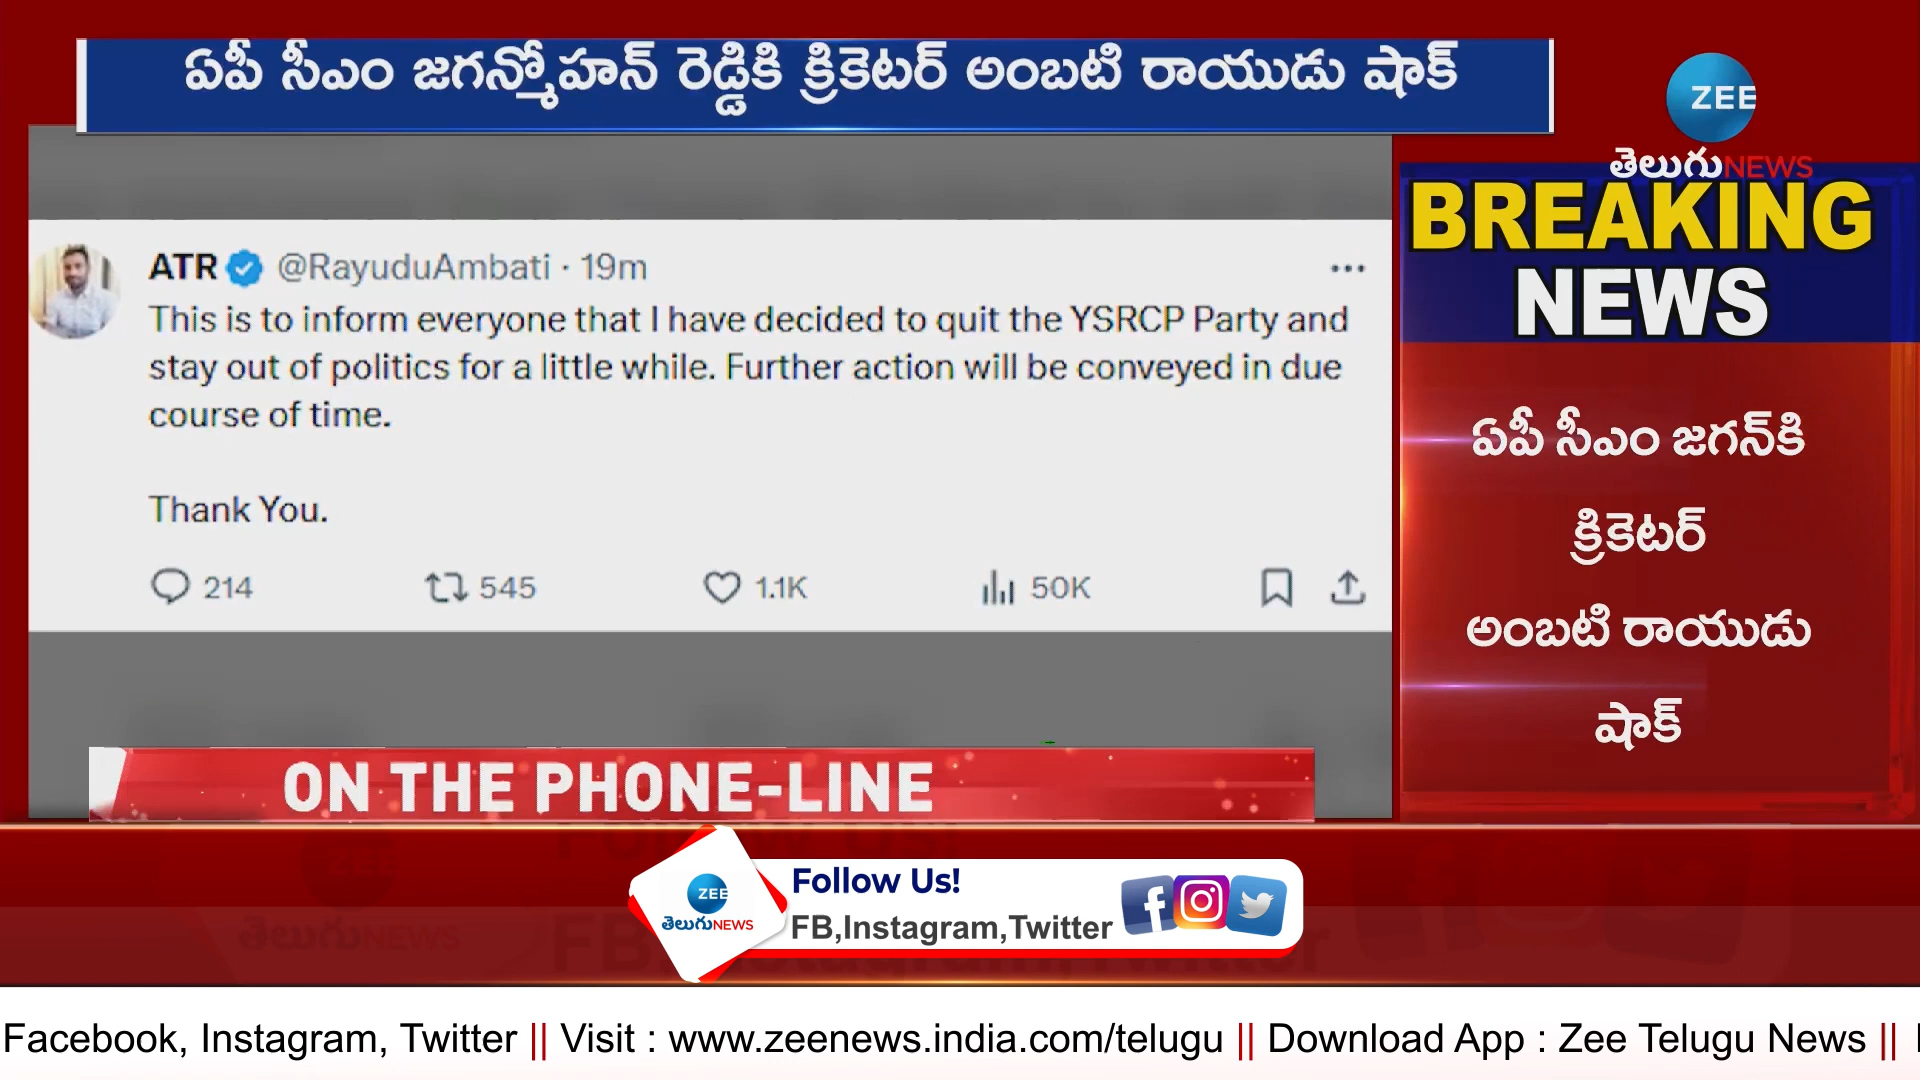 ఏపీ సీఎం జగన్మోహన్ రెడ్డికి క్రికెటర్ అంబటి రాయుడు షాక్
ZEE
తెలుగుNEWS
BREAKING
NEWS
ATR @RayuduAmbati · 19m
This is to inform everyone that I have decided to quit the YSRCP Party and
stay out of politics for a little while. Further action will be conveyed in due
course of time.
Thank You.
214 545 1.1K 50K
ఏపీ సీఎం జగన్‌కి
క్రికెటర్
అంబటి రాయుడు
షాక్
ON THE PHONE-LINE
ZEE
తెలుగుNEWS
Follow Us!
FB,Instagram,Twitter
Facebook, Instagram, Twitter || Visit : www.zeenews.india.com/telugu || Download App : Zee Telugu News ||